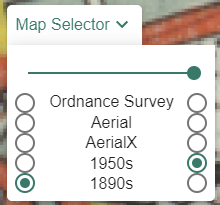 Map Selector
Ordnance Survey
Aerial
AerialX
1950s
1890s